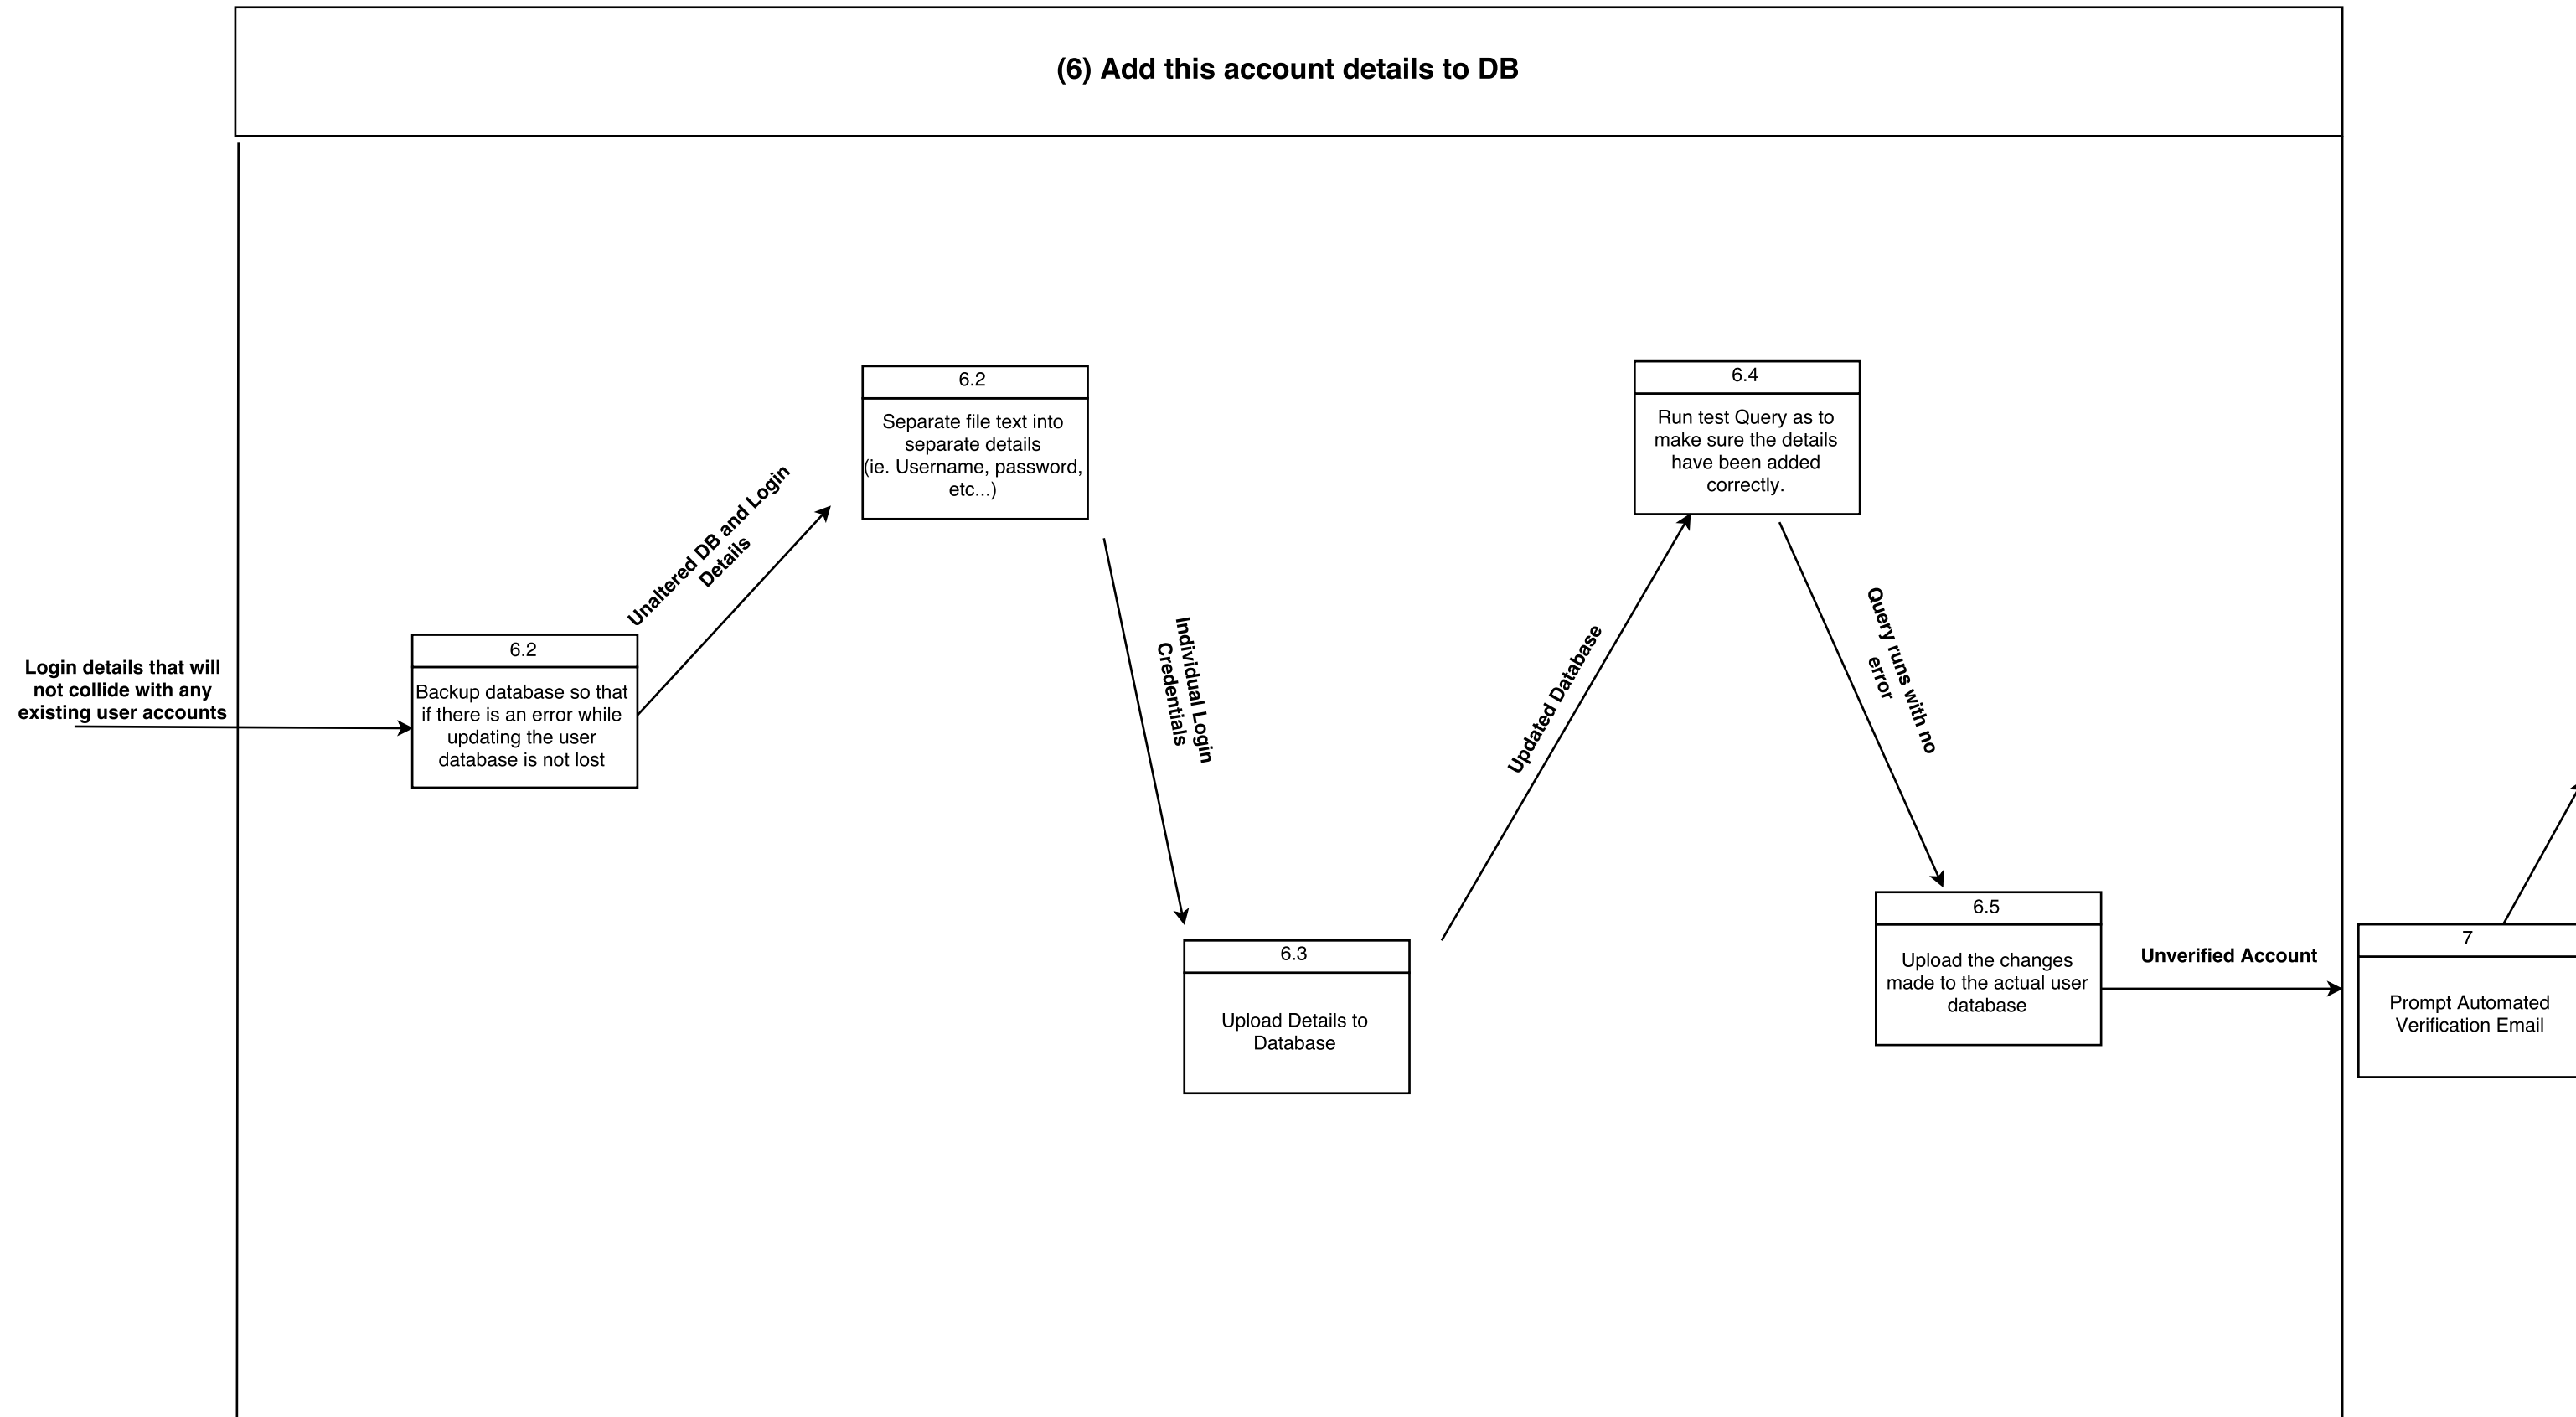 (6) Add this account details to DB
Login details that will
not collide with any
existing user accounts
6.2
Backup database so that
if there is an error while
updating the user
database is not lost
Unaltered DB and Login
Details
6.2
Separate file text into
separate details
(ie. Username, password,
etc...)
Individual Login
Credentials
6.3
Upload Details to
Database
Updated Database
6.4
Run test Query as to
make sure the details
have been added
correctly.
Query runs with no
error
6.5
Upload the changes
made to the actual user
database
Unverified Account
7
Prompt Automated
Verification Email